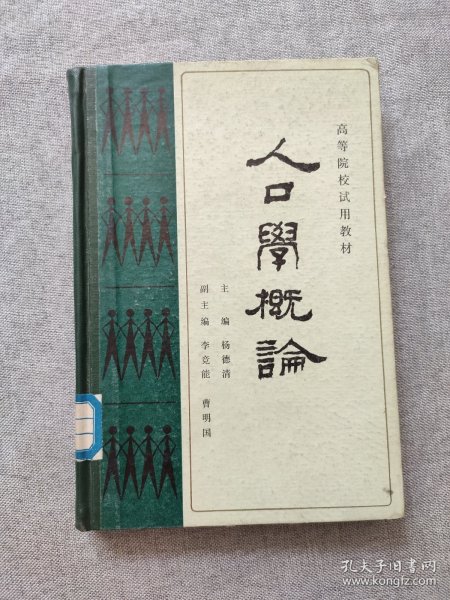 高等院校试用教材
人口學概論
主编 杨德清
副主编 李竞能 曹明国
孔夫子旧书网
www.kongfz.com